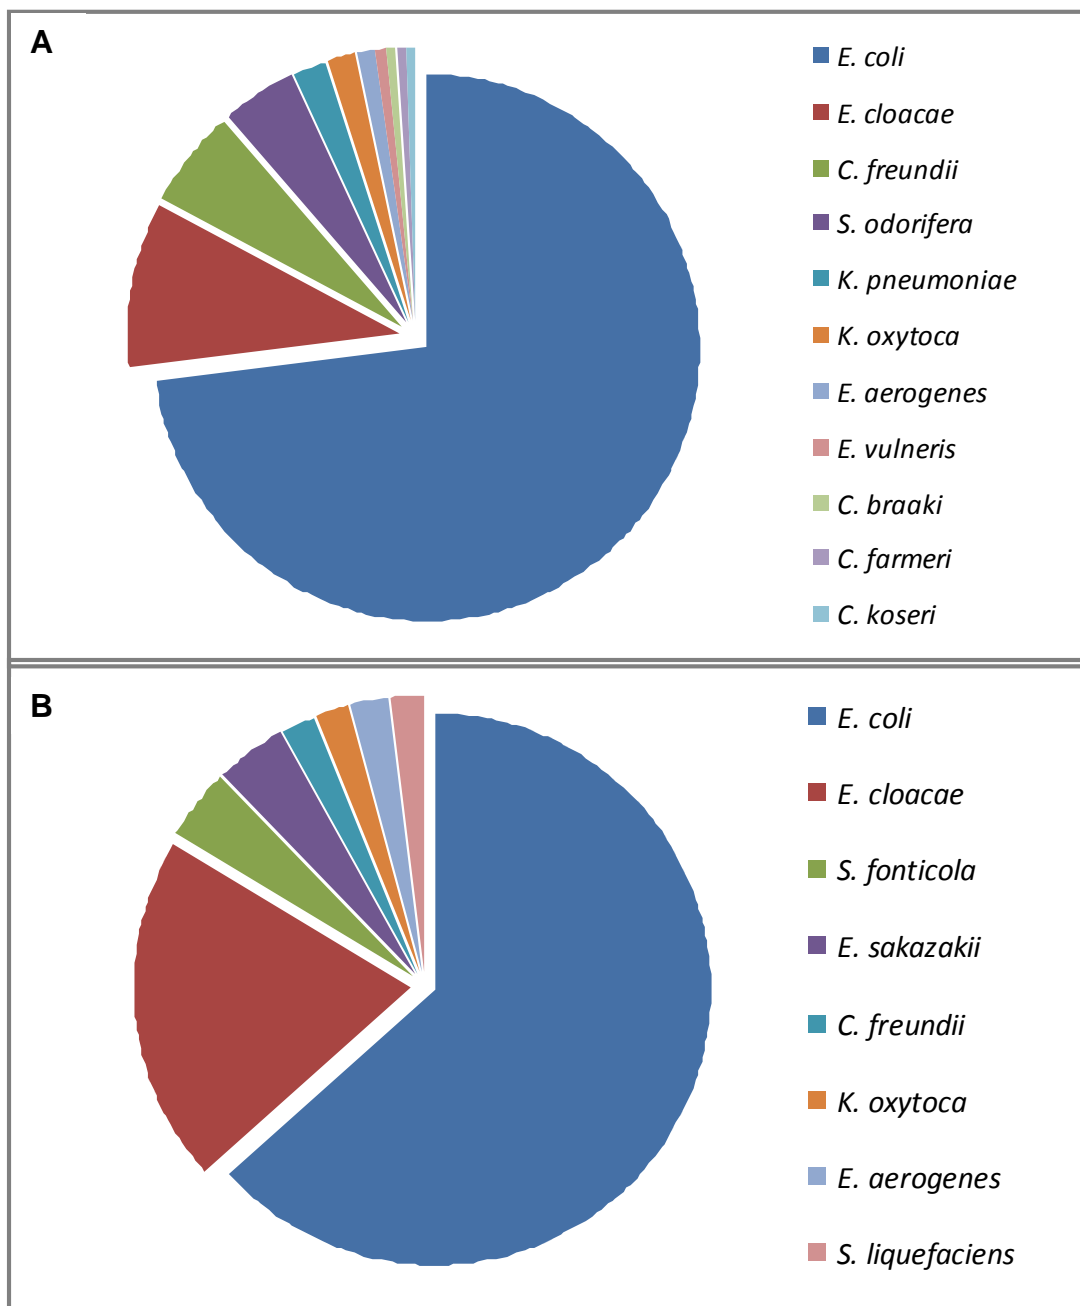 A
E. coli
E. cloacae
C. freundii
S. odorifera
K. pneumoniae
K. oxytoca
E. aerogenes
E. vulneris
C. braaki
C. farmeri
C. koseri
B
E. coli
E. cloacae
S. fonticola
E. sakazakii
C. freundii
K. oxytoca
E. aerogenes
S. liquefaciens